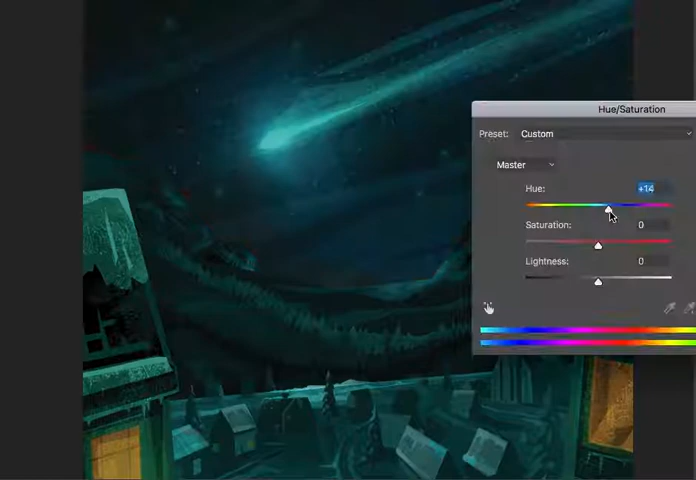 Hue/Saturation
Preset: Custom
Master
Hue: +14
Saturation: 0
Lightness: 0